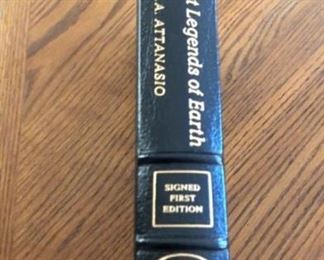 t Legends of Earth
A. ATTANASIO
SIGNED
FIRST
EDITION